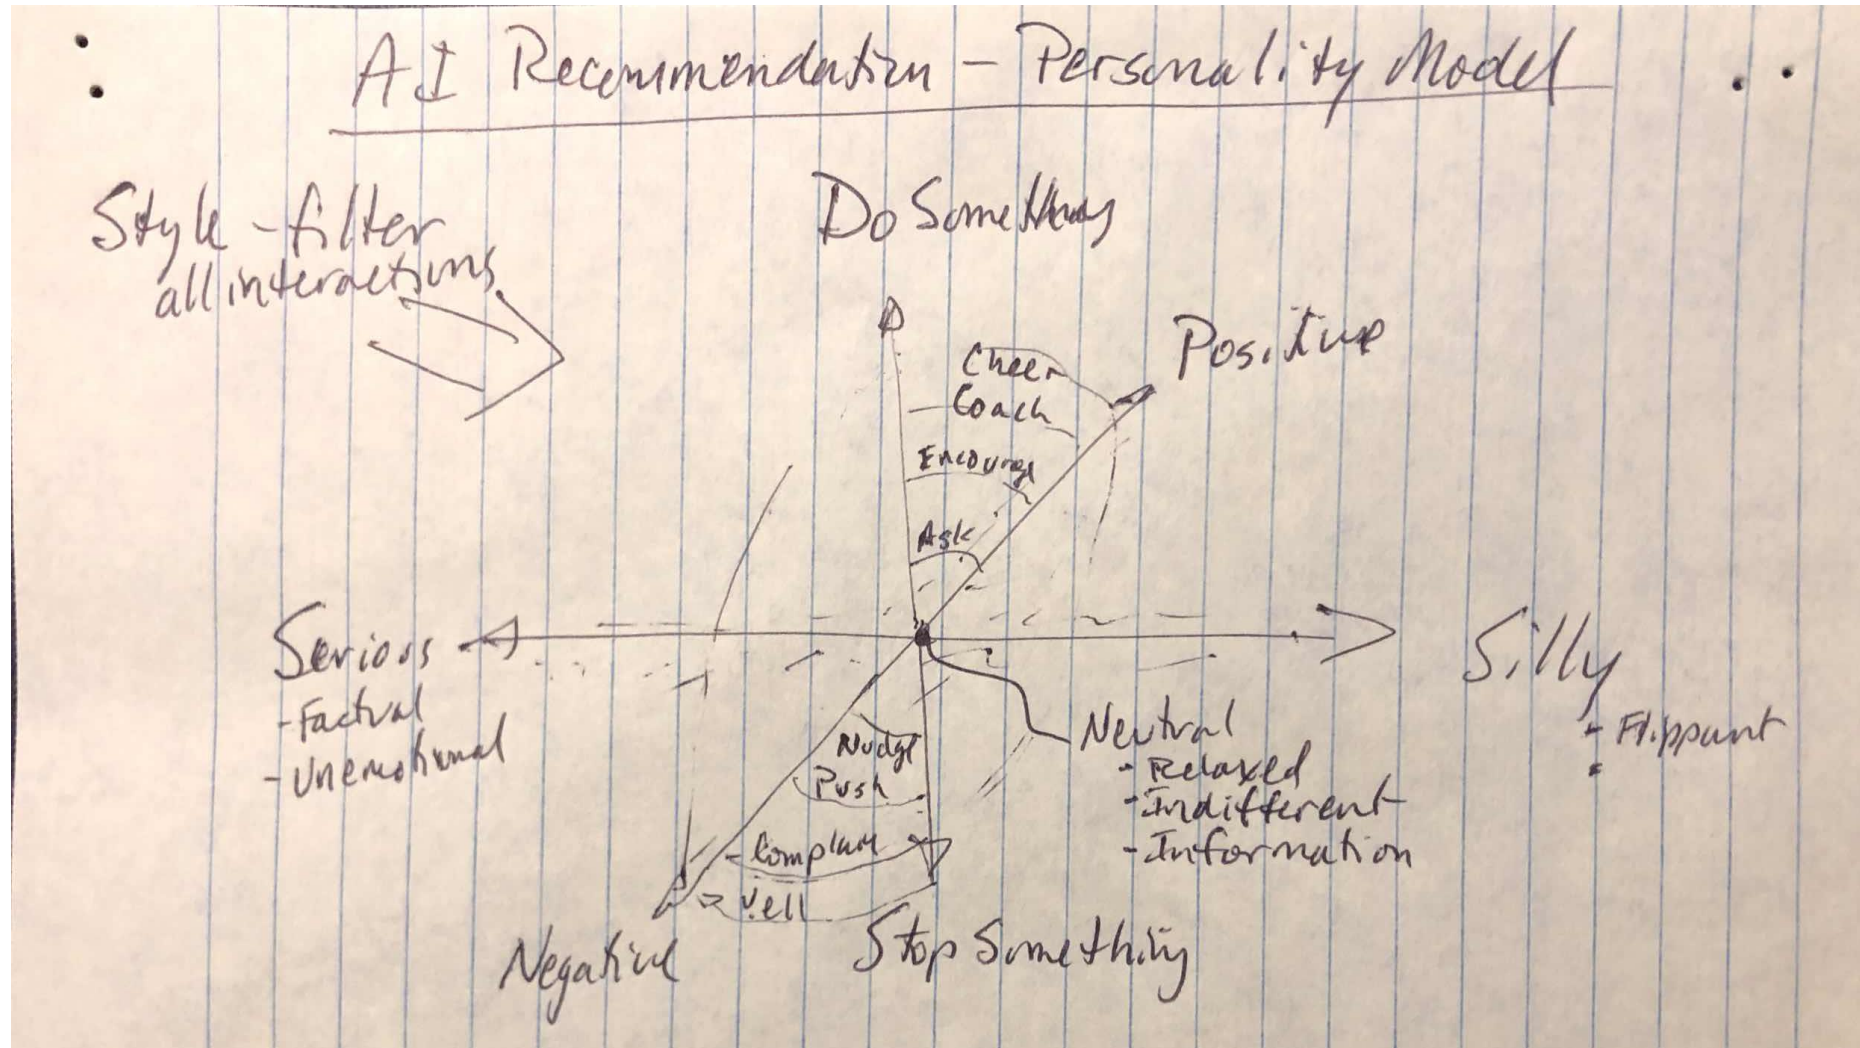 AI Recommendation - Personality Model
Style - filter
all interactions
Do Something
Positive
Cheer
Coach
Encourage
Ask
Serious
- Factual
- Unemotional
Silly
- Flippant
-
Neutral
- Relaxed
- Indifferent
- Information
Nudge
Push
Complain
Yell
Negative
Stop Something